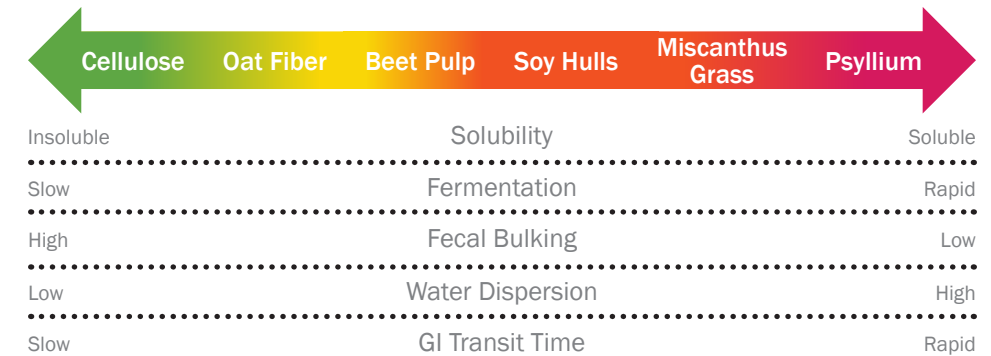 Cellulose Oat Fiber Beet Pulp Soy Hulls Miscanthus Grass Psyllium
Insoluble Solubility Soluble
Slow Fermentation Rapid
High Fecal Bulking Low
Low Water Dispersion High
Slow GI Transit Time Rapid